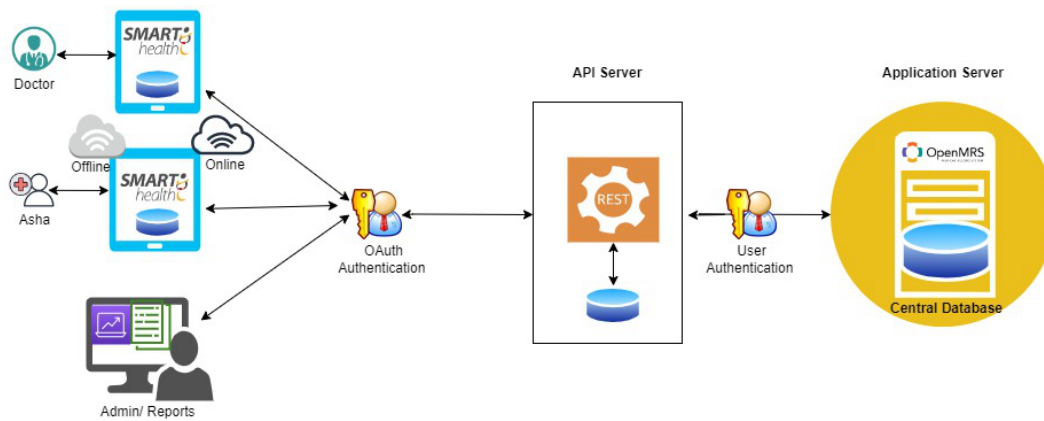 SMART
health
Doctor
API Server
Application Server
Offline
Online
SMART
health
Asha
REST
OpenMRS
OAuth
Authentication
User
Authentication
Central Database
Admin/ Reports